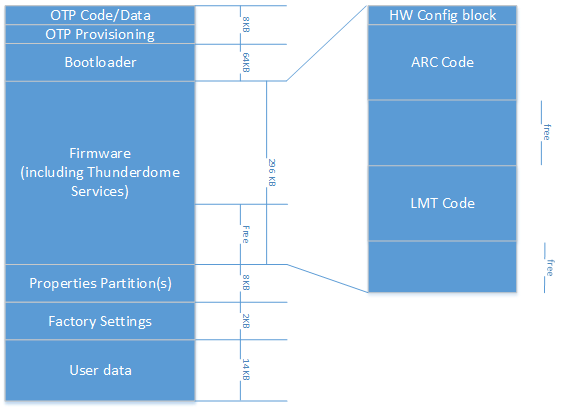 OTP Code/Data
OTP Provisioning
Bootloader
Firmware
(including Thunderdome
Services)
Properties Partition(s)
Factory Settings
User data
8KB
64KB
296 KB
Free
8KB
2KB
14KB
HW Config block
ARC Code
LMT Code
free
free